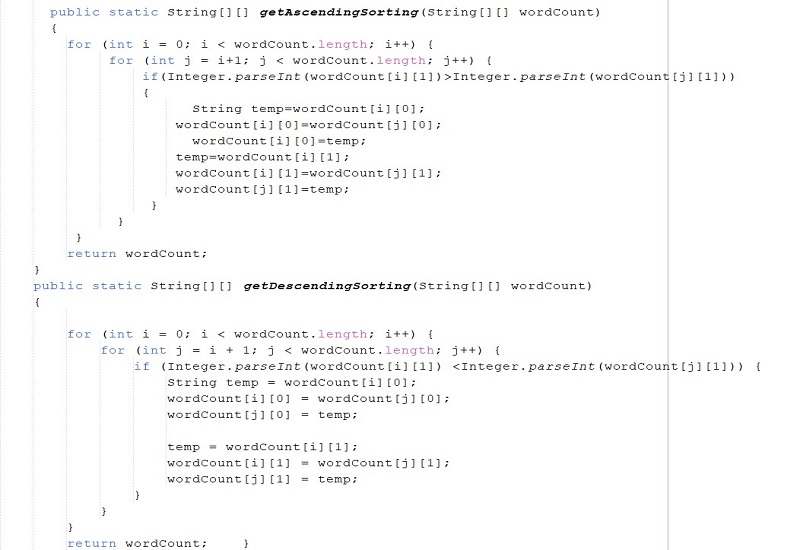 public static String[][] getAscendingSorting(String[][] wordCount)
{
for (int i = 0; i < wordCount.length; i++) {
for (int j = i+1; j < wordCount.length; j++) {
if(Integer.parseInt(wordCount[i][1])>Integer.parseInt(wordCount[j][1]))
{
String temp=wordCount[i][0];
wordCount[i][0]=wordCount[j][0];
wordCount[i][0]=temp;
temp=wordCount[i][1];
wordCount[i][1]=wordCount[j][1];
wordCount[j][1]=temp;
}
}
}
return wordCount;
}
public static String[][] getDescendingSorting(String[][] wordCount)
{
for (int i = 0; i < wordCount.length; i++) {
for (int j = i + 1; j < wordCount.length; j++) {
if (Integer.parseInt(wordCount[i][1]) <Integer.parseInt(wordCount[j][1])) {
String temp = wordCount[i][0];
wordCount[i][0] = wordCount[j][0];
wordCount[j][0] = temp;
temp = wordCount[i][1];
wordCount[i][1] = wordCount[j][1];
wordCount[j][1] = temp;
}
}
}
return wordCount; }